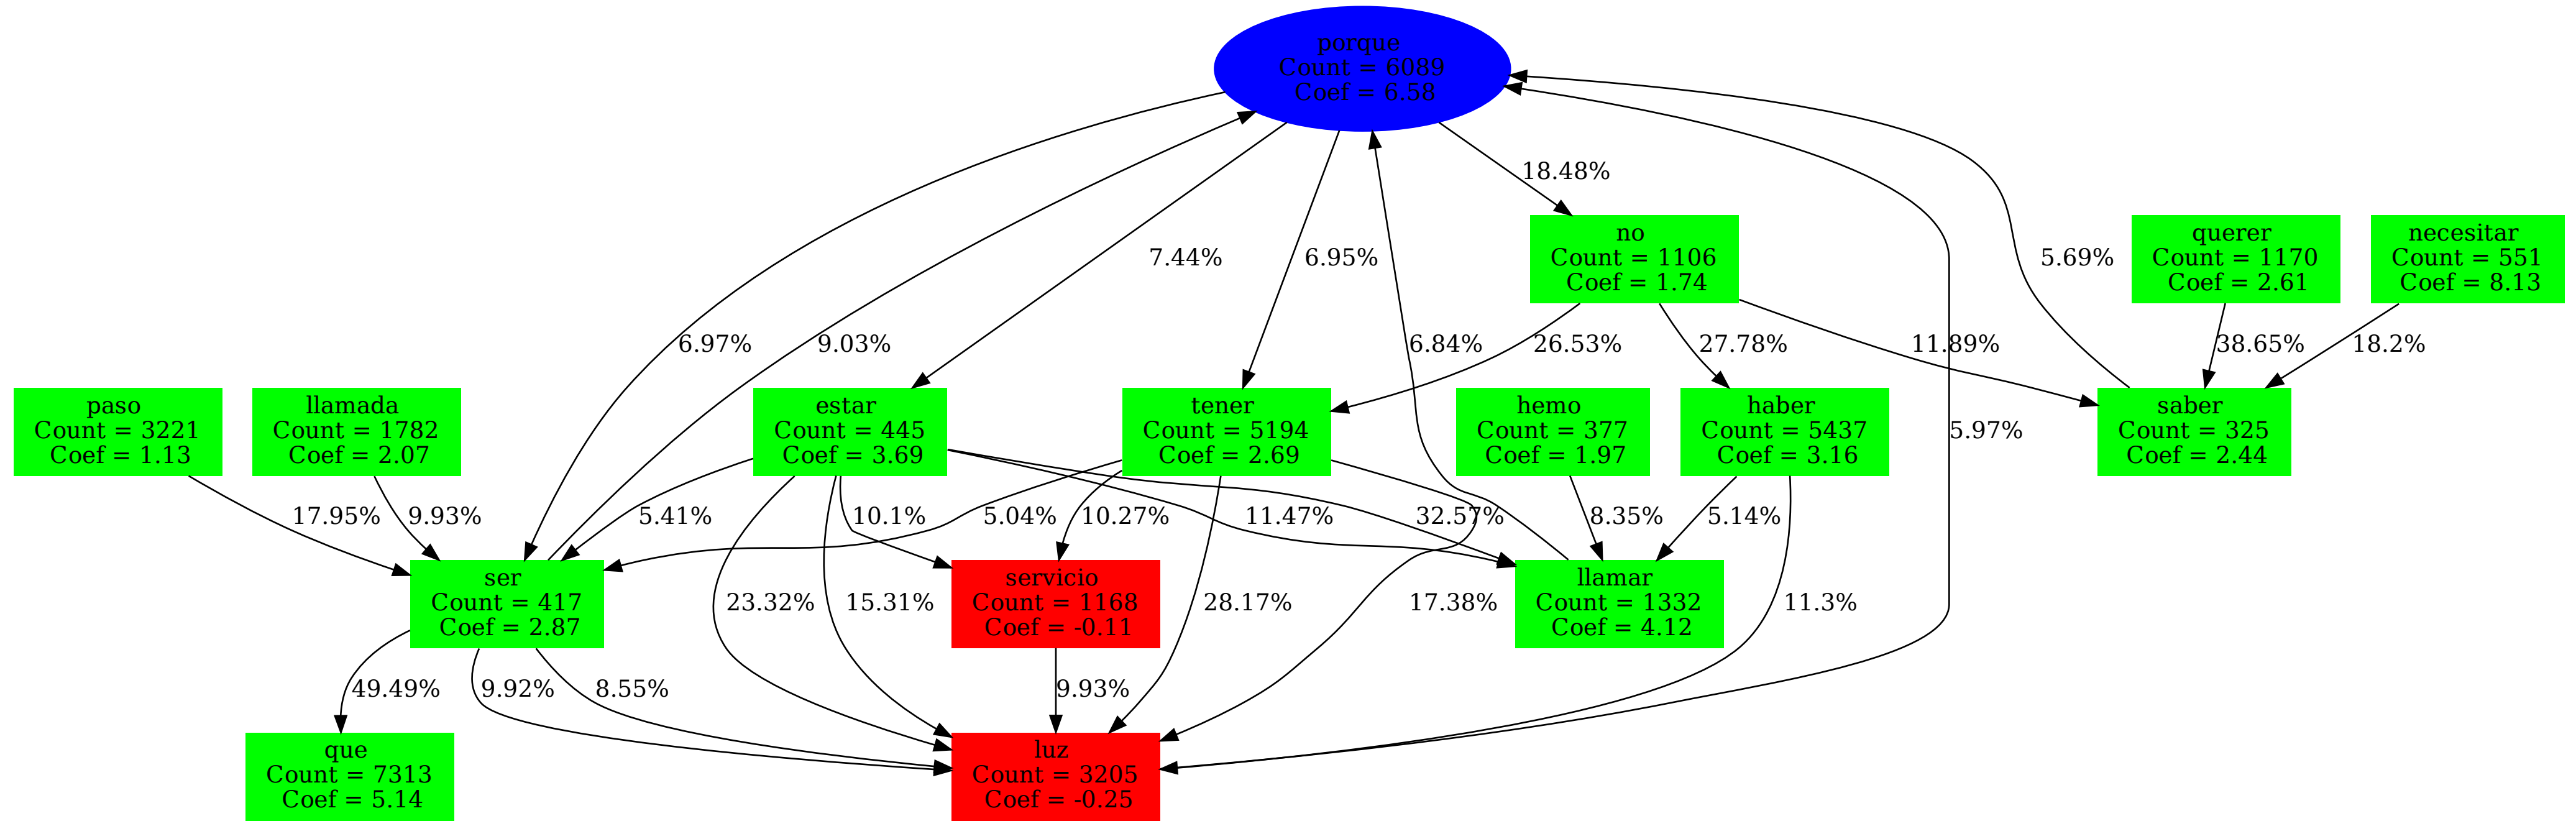 porque
Count = 6089
Coef = 6.58
18.48%
no
Count = 1106
Coef = 1.74
querer
Count = 1170
Coef = 2.61
necesitar
Count = 551
Coef = 8.13
7.44%
6.95%
5.69%
6.97%
9.03%
6.84%
26.53%
27.78%
11.89%
38.65%
18.2%
paso
Count = 3221
Coef = 1.13
llamada
Count = 1782
Coef = 2.07
estar
Count = 445
Coef = 3.69
tener
Count = 5194
Coef = 2.69
hemo
Count = 377
Coef = 1.97
haber
Count = 5437
Coef = 3.16
5.97%
saber
Count = 325
Coef = 2.44
17.95%
9.93%
5.41%
10.1%
5.04%
10.27%
11.47%
32.57%
8.35%
5.14%
ser
Count = 417
Coef = 2.87
23.32%
15.31%
servicio
Count = 1168
Coef = -0.11
28.17%
17.38%
llamar
Count = 1332
Coef = 4.12
11.3%
49.49%
9.92%
8.55%
9.93%
que
Count = 7313
Coef = 5.14
luz
Count = 3205
Coef = -0.25